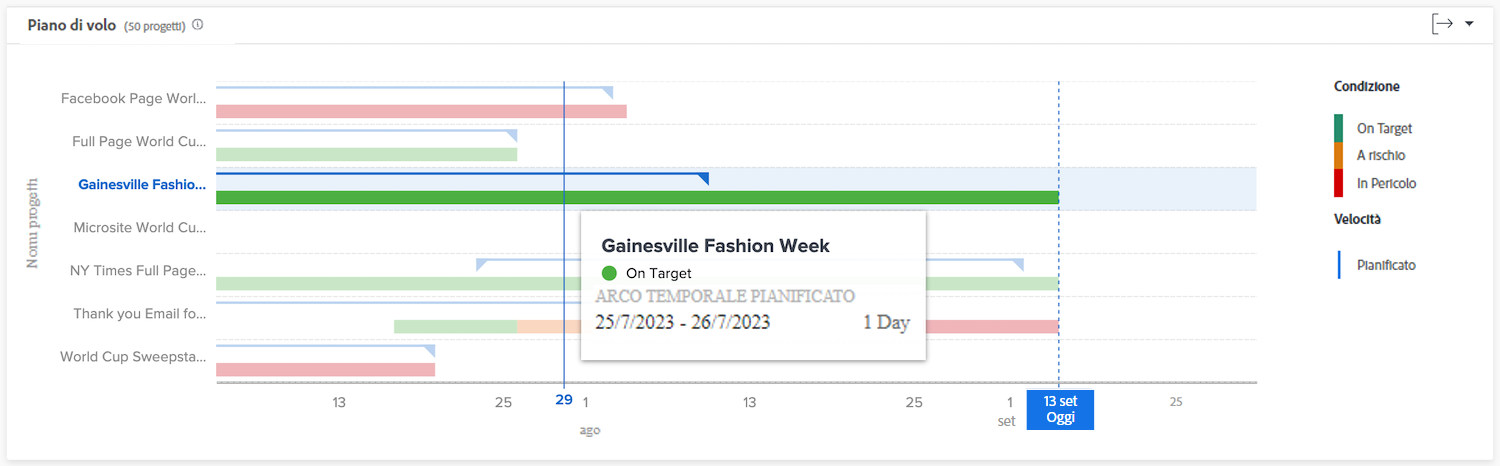 Piano di volo (50 progetti)
Facebook Page Worl...
Full Page World Cu...
Gainesville Fashio...
Microsite World Cu...
NY Times Full Page...
Thank you Email fo...
World Cup Sweepsta...
Nomi progetti
Gainesville Fashion Week
On Target
ARCO TEMPORALE PIANIFICATO
25/7/2023 - 26/7/2023 1 Day
13 25 29 1 13 25 1 13 set 25
ago set Oggi
Condizione
On Target
A rischio
In Pericolo
Velocità
Pianificato